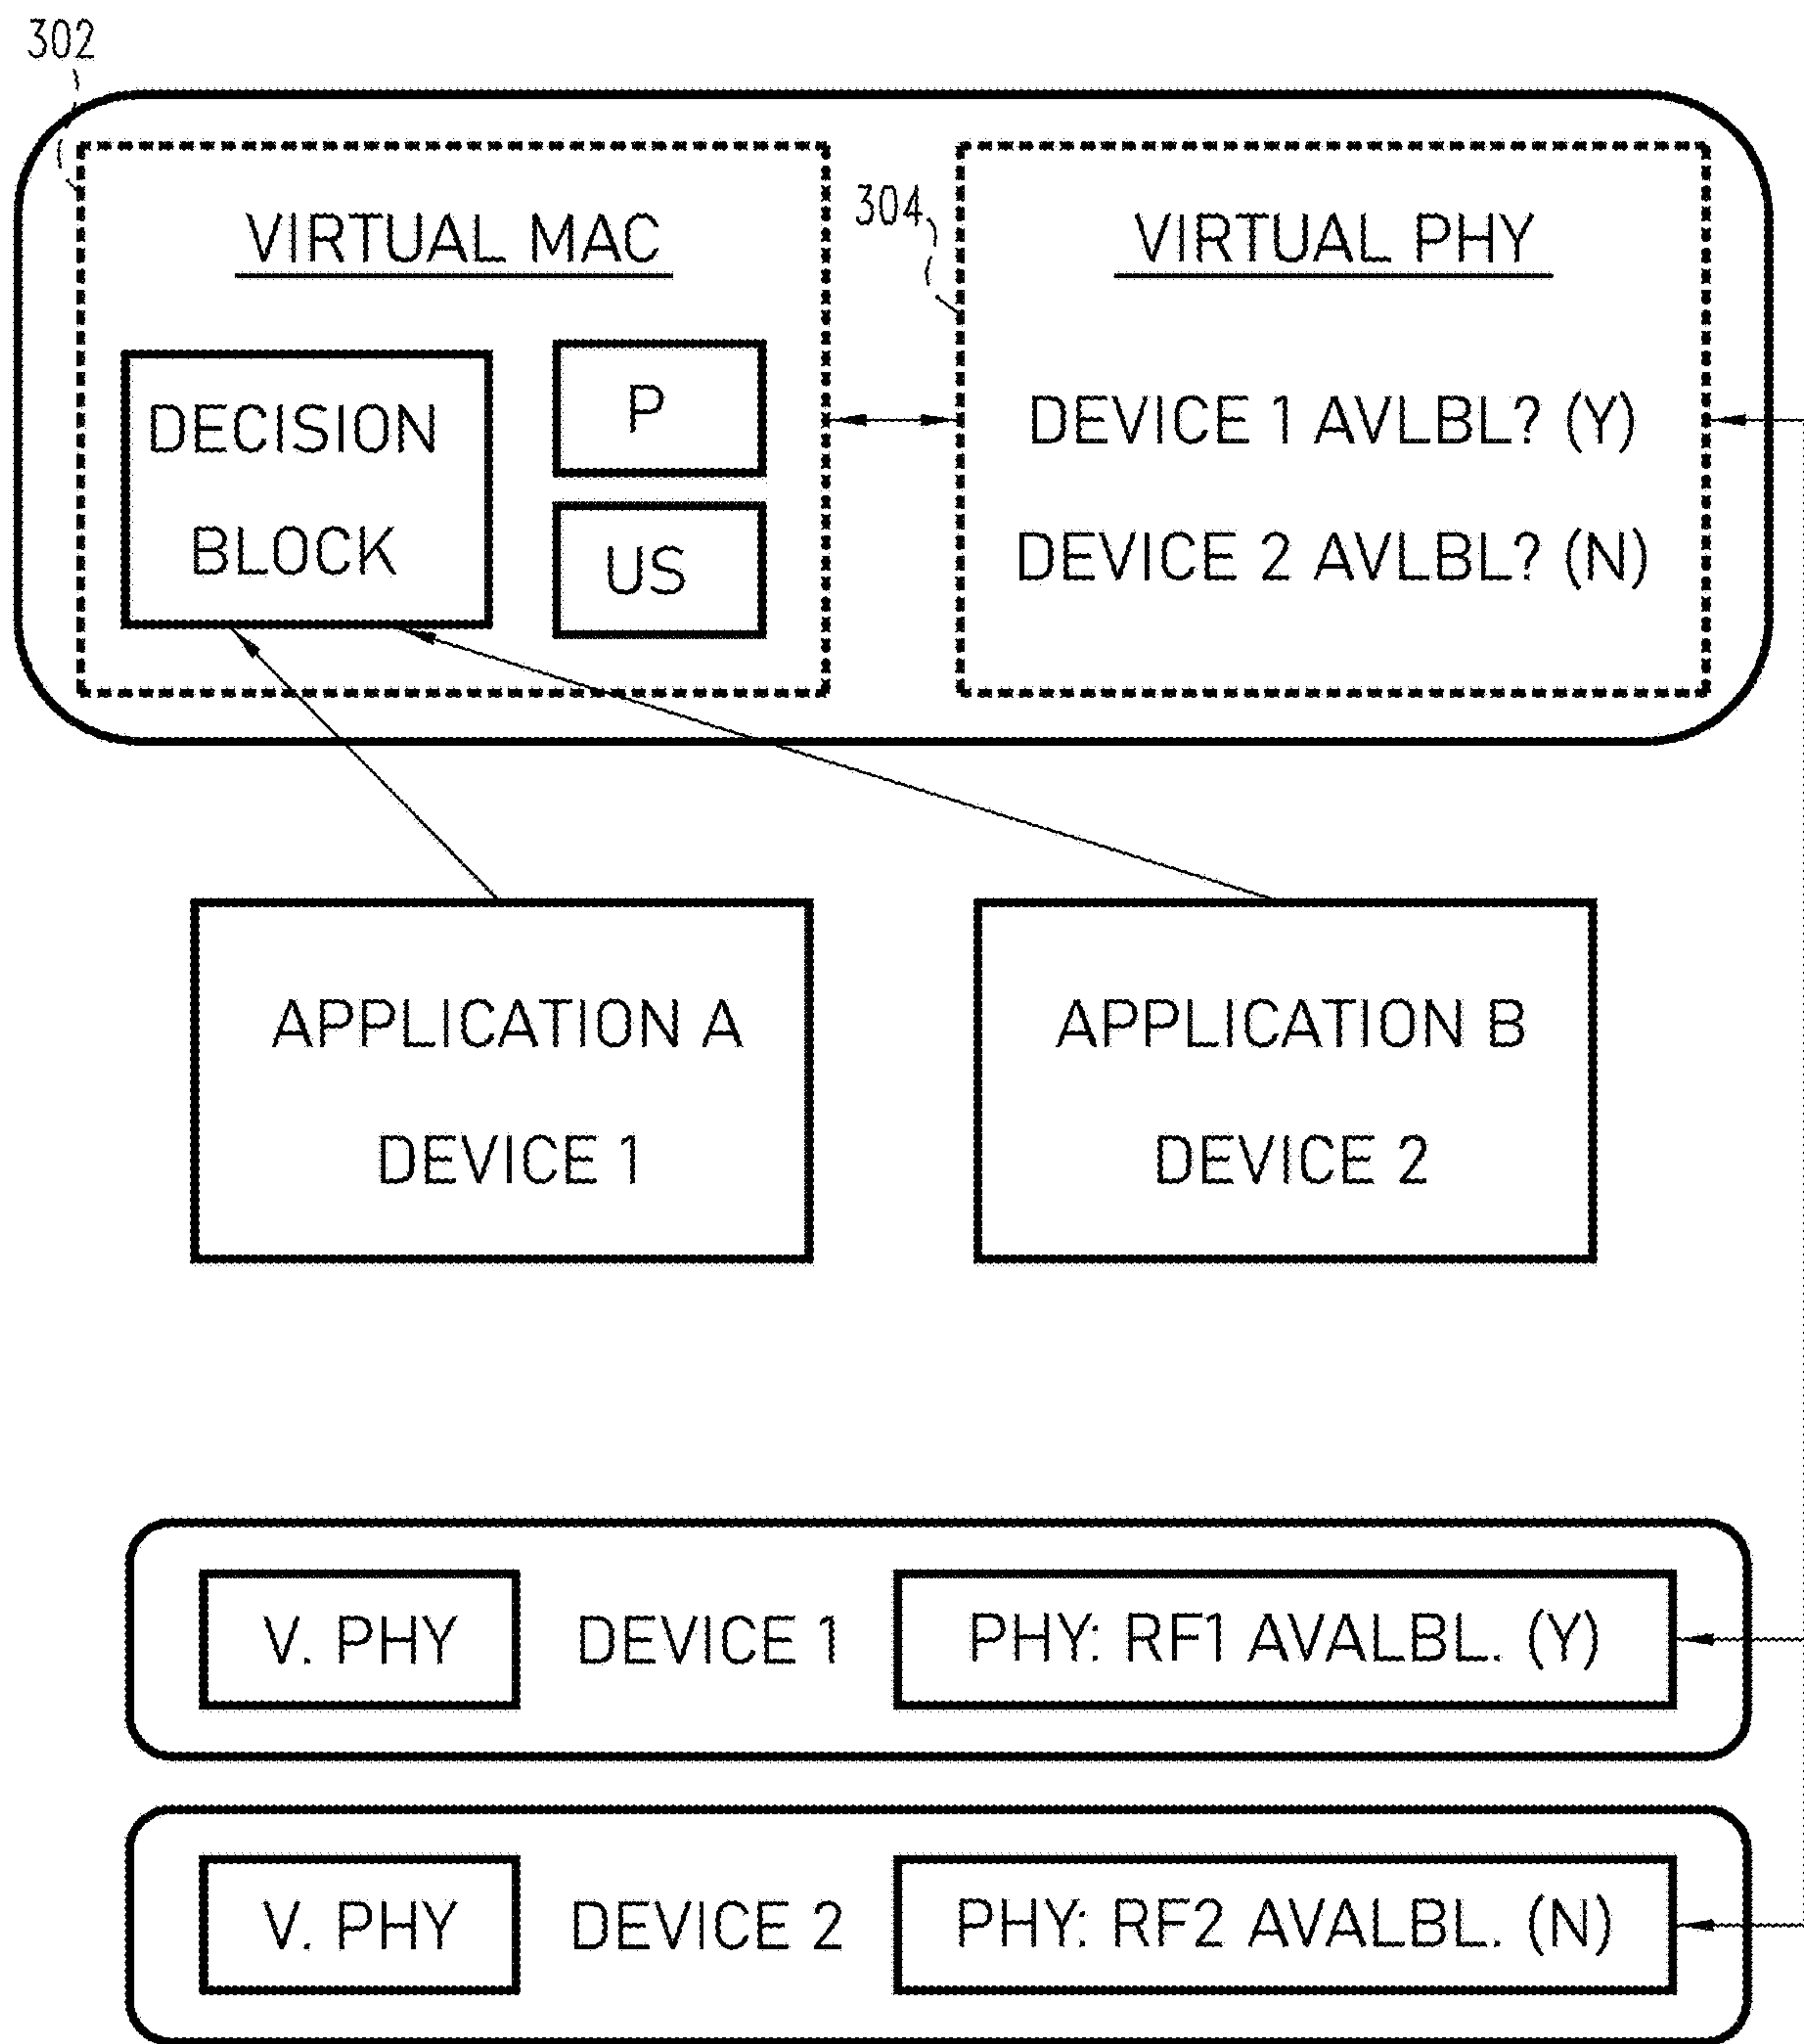 302
VIRTUAL MAC
DECISION
BLOCK
P
US
304
VIRTUAL PHY
DEVICE 1 AVLBL? (Y)
DEVICE 2 AVLBL? (N)
APPLICATION A
DEVICE 1
APPLICATION B
DEVICE 2
V. PHY
DEVICE 1
PHY: RF1 AVALBL. (Y)
V. PHY
DEVICE 2
PHY: RF2 AVALBL. (N)